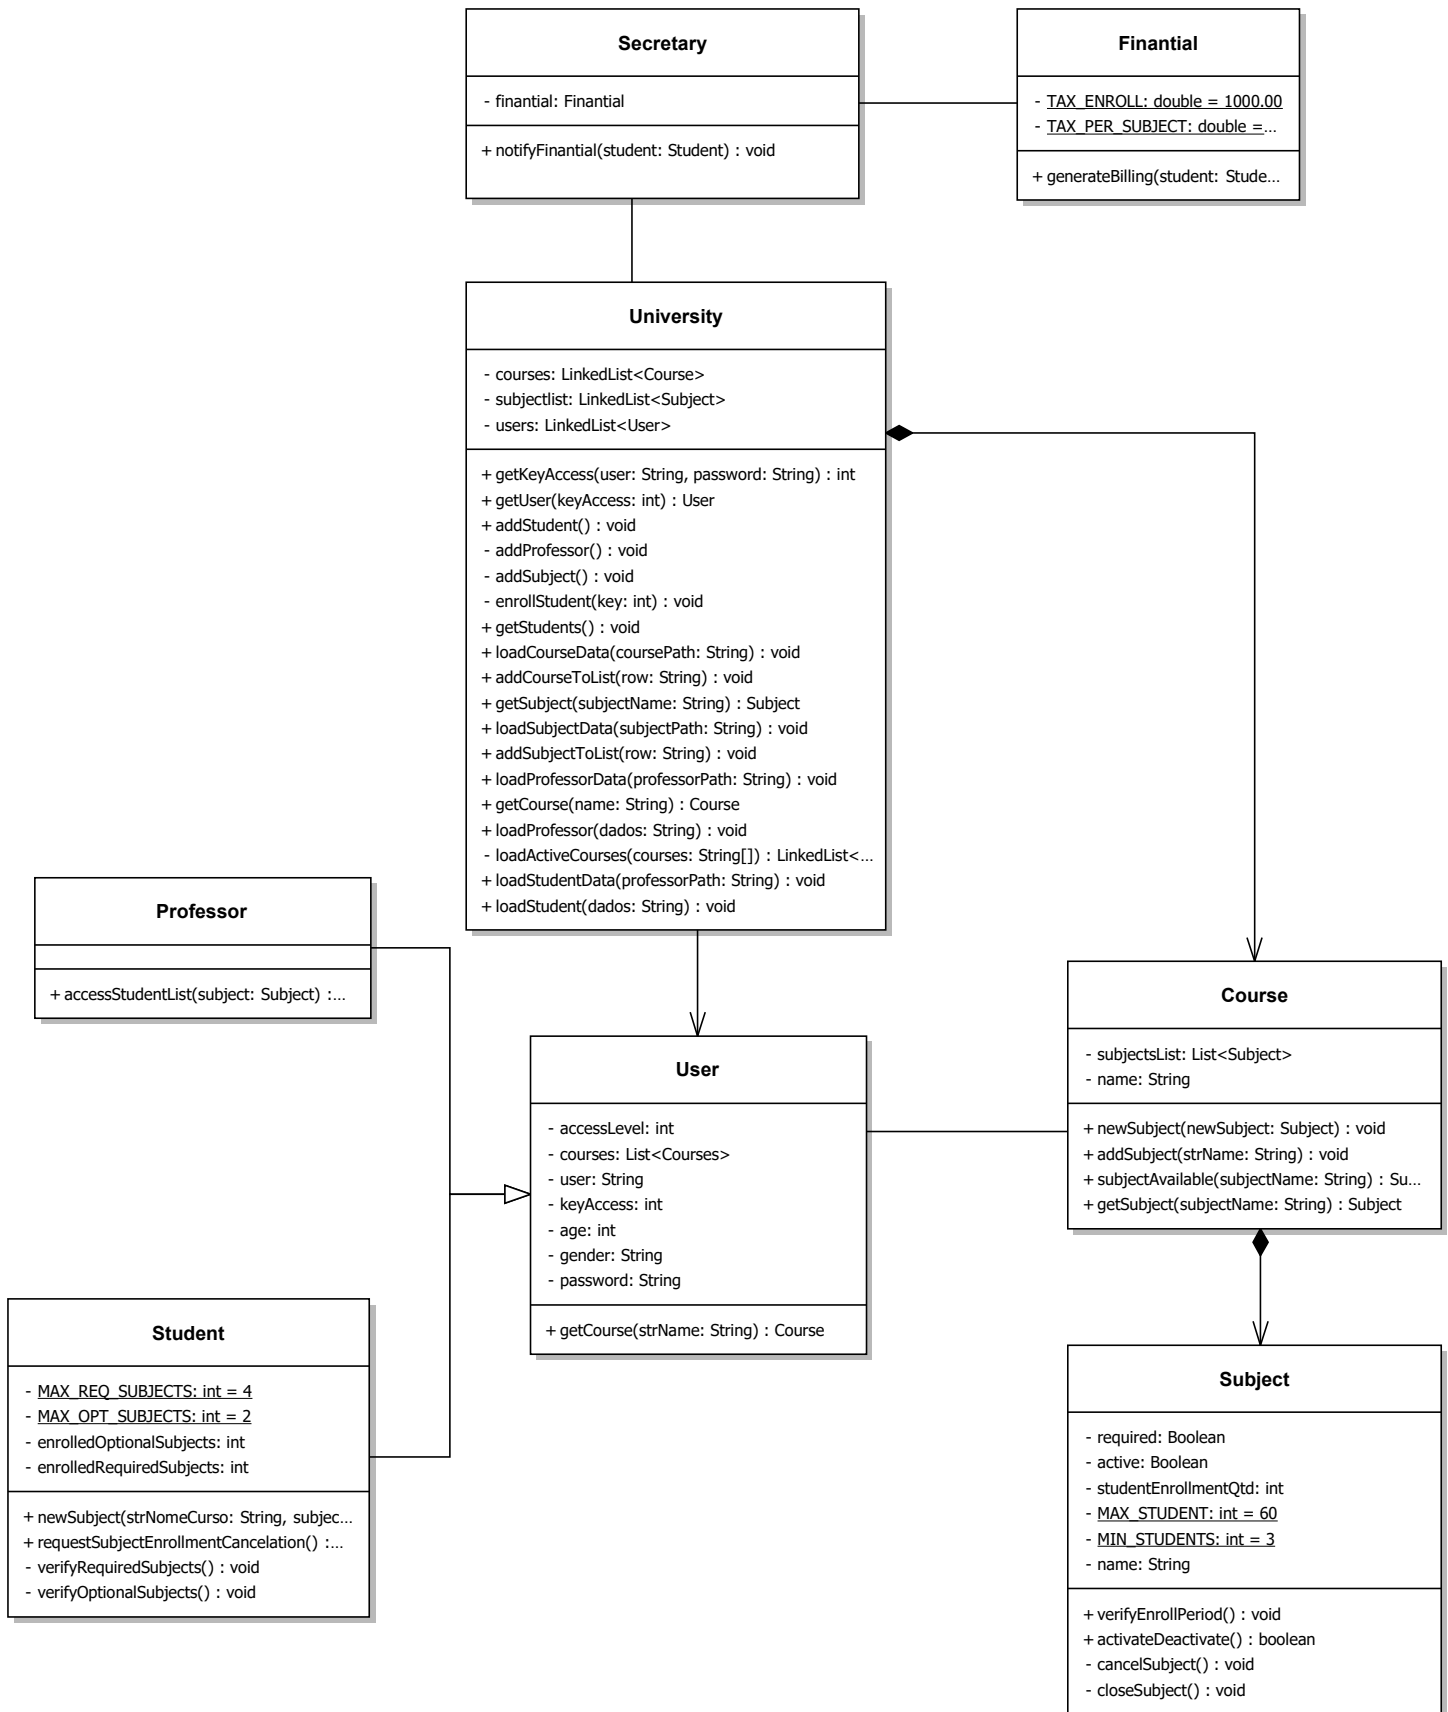 Secretary
- finantial: Finantial
+ notifyFinantial(student: Student) : void
Finantial
- TAX_ENROLL: double = 1000.00
- TAX_PER_SUBJECT: double =...
+ generateBilling(student: Stude...
University
- courses: LinkedList<Course>
- subjectlist: LinkedList<Subject>
- users: LinkedList<User>
+ getKeyAccess(user: String, password: String) : int
+ getUser(keyAccess: int) : User
+ addStudent() : void
- addProfessor() : void
- addSubject() : void
- enrollStudent(key: int) : void
+ getStudents() : void
+ loadCourseData(coursePath: String) : void
+ addCourseToList(row: String) : void
+ getSubject(subjectName: String) : Subject
+ loadSubjectData(subjectPath: String) : void
+ addSubjectToList(row: String) : void
+ loadProfessorData(professorPath: String) : void
+ getCourse(name: String) : Course
+ loadProfessor(dados: String) : void
- loadActiveCourses(courses: String[]) : LinkedList<...
+ loadStudentData(professorPath: String) : void
+ loadStudent(dados: String) : void
Professor
+ accessStudentList(subject: Subject) :...
User
- accessLevel: int
- courses: List<Courses>
- user: String
- keyAccess: int
- age: int
- gender: String
- password: String
+ getCourse(strName: String) : Course
Course
- subjectsList: List<Subject>
- name: String
+ newSubject(newSubject: Subject) : void
+ addSubject(strName: String) : void
+ subjectAvailable(subjectName: String) : Su...
+ getSubject(subjectName: String) : Subject
Student
- MAX_REQ_SUBJECTS: int = 4
- MAX_OPT_SUBJECTS: int = 2
- enrolledOptionalSubjects: int
- enrolledRequiredSubjects: int
+ newSubject(strNomeCurso: String, subjec...
+ requestSubjectEnrollmentCancelation() :...
- verifyRequiredSubjects() : void
- verifyOptionalSubjects() : void
Subject
- required: Boolean
- active: Boolean
- studentEnrollmentQtd: int
- MAX_STUDENT: int = 60
- MIN_STUDENTS: int = 3
- name: String
+ verifyEnrollPeriod() : void
+ activateDeactivate() : boolean
- cancelSubject() : void
- closeSubject() : void